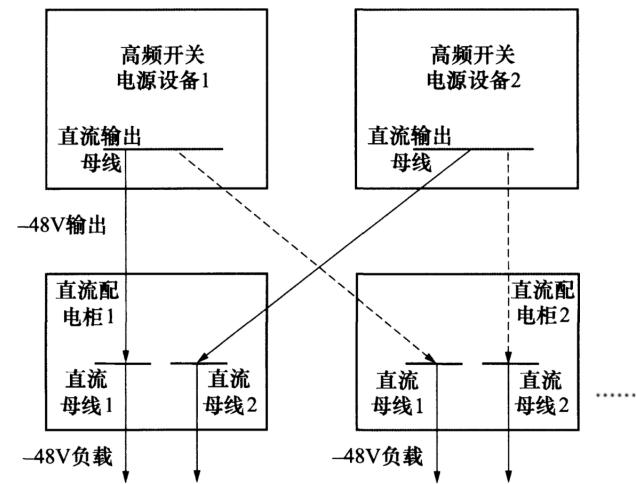 高频开关
电源设备1
直流输出
母线
高频开关
电源设备2
直流输出
母线
–48V输出
直流配
电柜1
直流
母线1
直流
母线2
直流配
电柜2
直流
母线1
直流
母线2
……
–48V负载
–48V负载